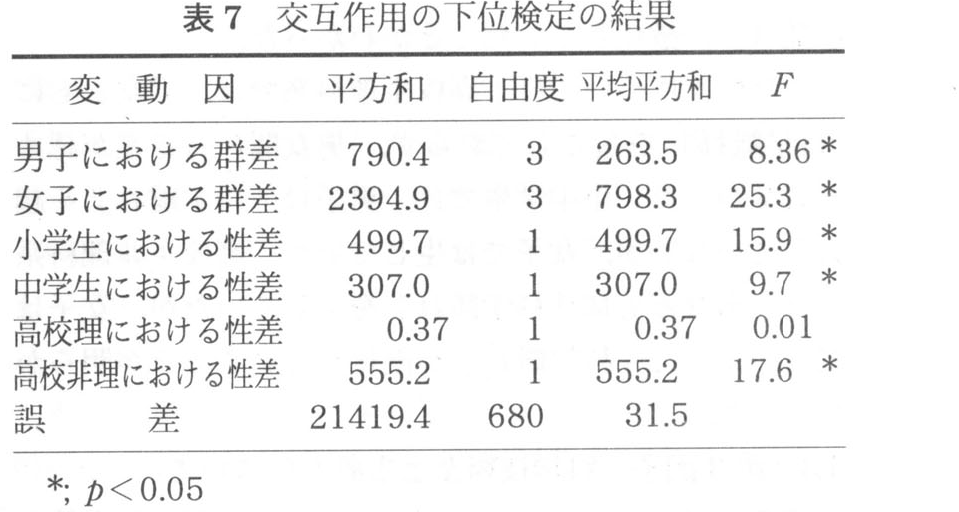 表7 交互作用の下位検定の結果
変 動 因 平方和 自由度 平均平方和 F
男子における群差 790.4 3 263.5 8.36 *
女子における群差 2394.9 3 798.3 25.3 *
小学生における性差 499.7 1 499.7 15.9 *
中学生における性差 307.0 1 307.0 9.7 *
高校理における性差 0.37 1 0.37 0.01
高校非理における性差 555.2 1 555.2 17.6 *
誤 差 21419.4 680 31.5
*; p<0.05